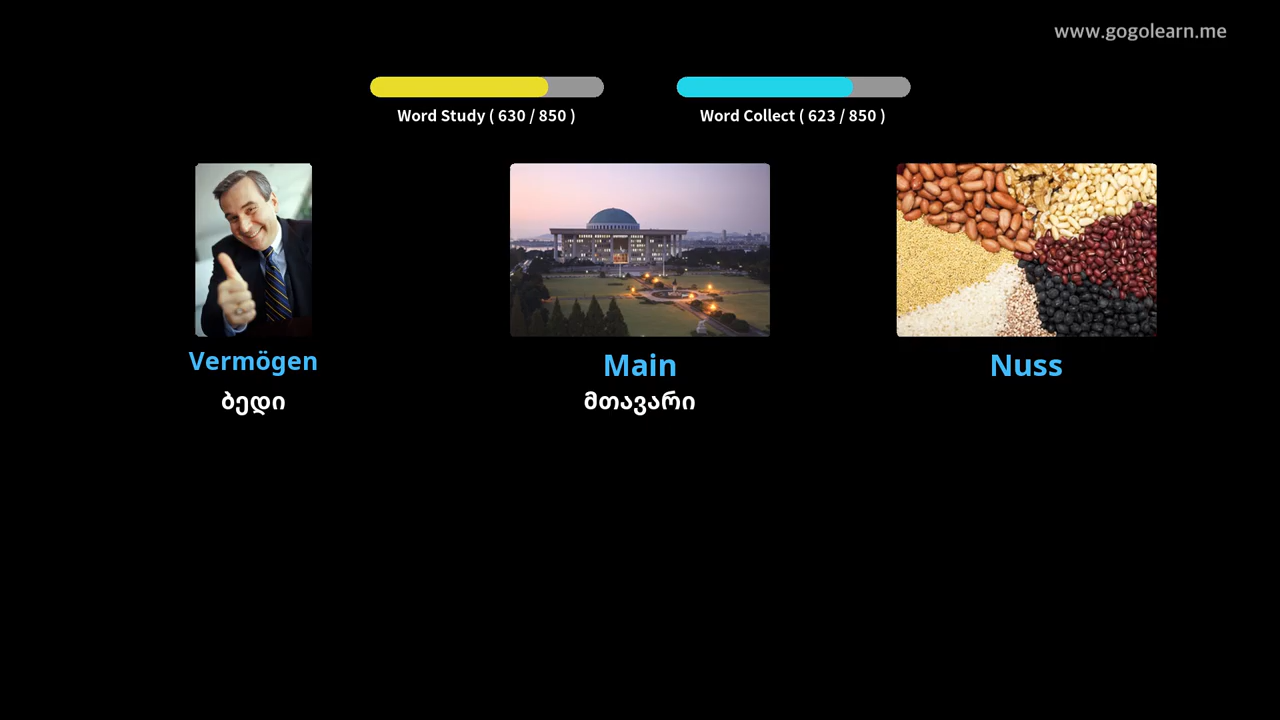 www.gogolearn.me
Word Study ( 630 / 850 )
Word Collect ( 623 / 850 )
Vermögen
ბედი
Main
მთავარი
Nuss